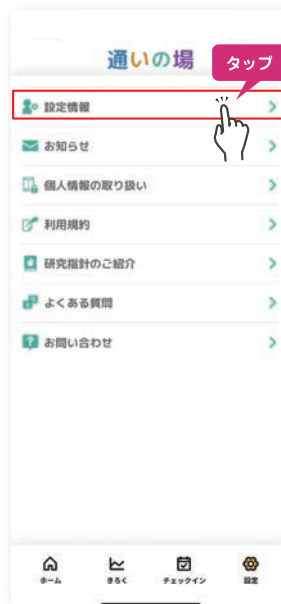 通いの場
タップ
設定情報
お知らせ
個人情報の取り扱い
利用規約
研究指針のご紹介
よくある質問
お問い合わせ
ホーム
きろく
チェックイン
設定